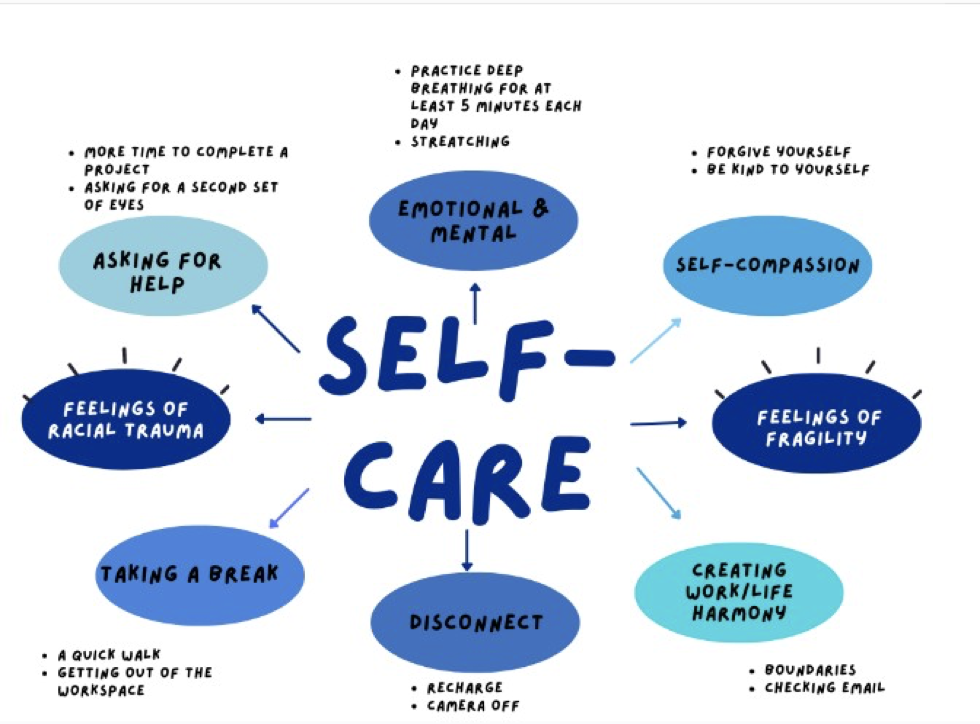 • PRACTICE DEEP
BREATHING FOR AT
LEAST 5 MINUTES EACH
DAY
• STREATCHING
EMOTIONAL &
MENTAL
• MORE TIME TO COMPLETE A
PROJECT
• ASKING FOR A SECOND SET
OF EYES
ASKING FOR
HELP
• FORGIVE YOURSELF
• BE KIND TO YOURSELF
SELF-COMPASSION
SELF-
CARE
FEELINGS OF
RACIAL TRAUMA
FEELINGS OF
FRAGILITY
TAKING A BREAK
• A QUICK WALK
• GETTING OUT OF THE
WORKSPACE
DISCONNECT
• RECHARGE
• CAMERA OFF
CREATING
WORK/LIFE
HARMONY
• BOUNDARIES
• CHECKING EMAIL